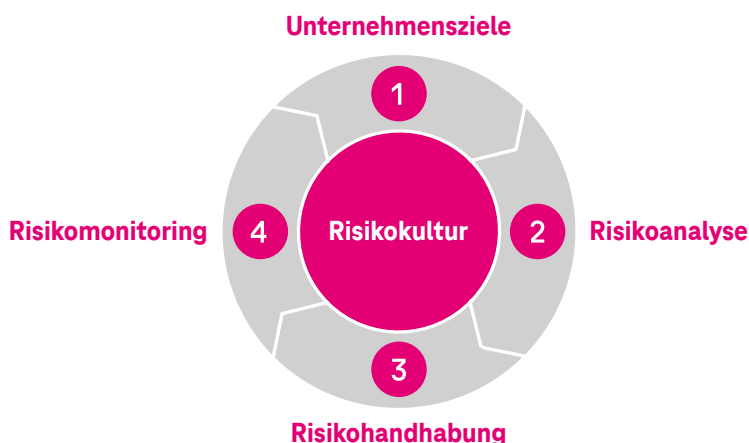 Unternehmensziele
1
Risikomonitoring
4
Risikokultur
2
Risikoanalyse
3
Risikohandhabung